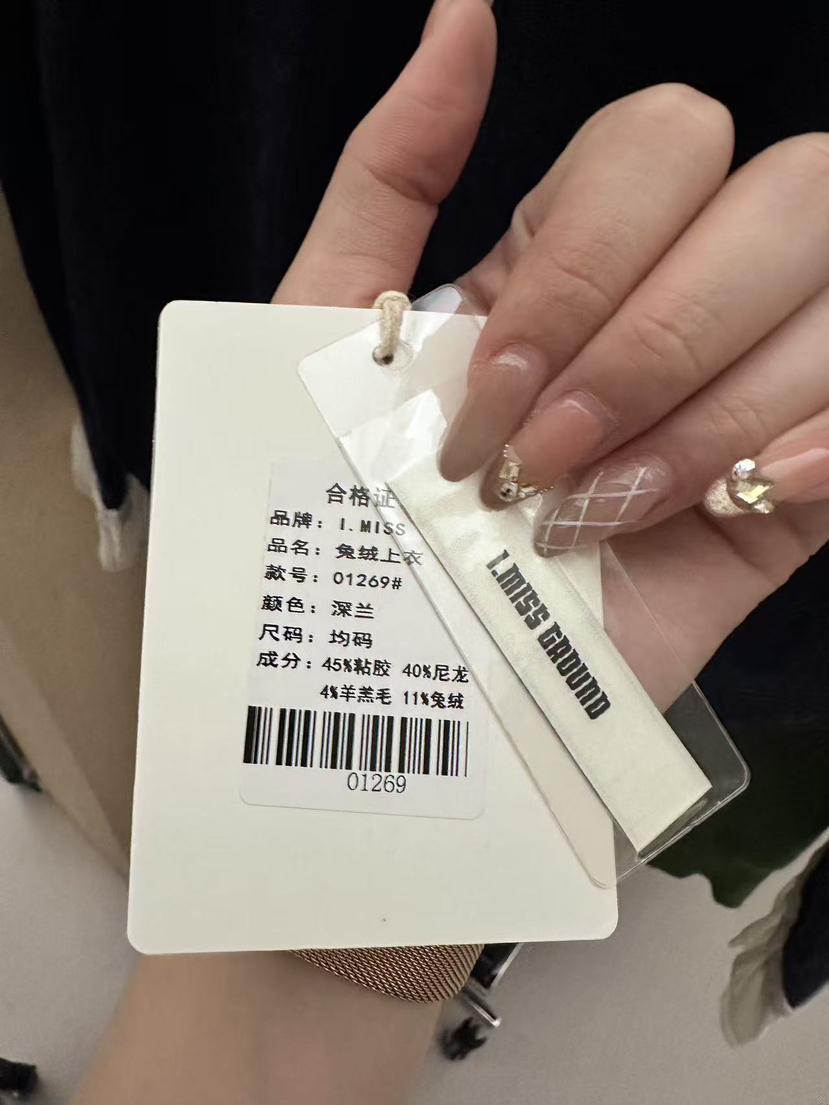 合格证
品牌：I.MISS
品名：兔绒上衣
款号：01269#
颜色：深兰
尺码：均码
成分：45%粘胶 40%尼龙
4%羊羔毛 11%兔绒
01269
I.MISS GROUND